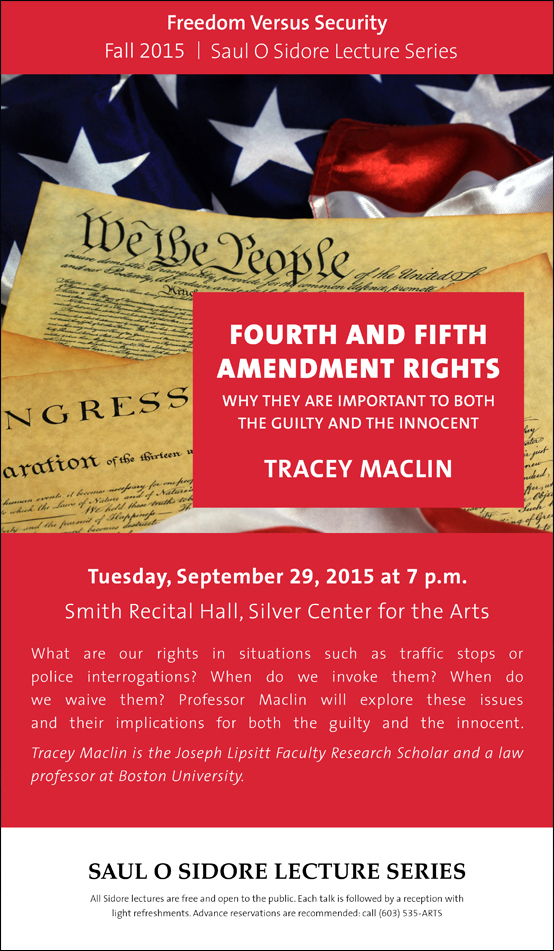 Freedom Versus Security
Fall 2015 | Saul O Sidore Lecture Series
We the People of the United St
NGRESS
aration of the thirteen
FOURTH AND FIFTH
AMENDMENT RIGHTS
WHY THEY ARE IMPORTANT TO BOTH
THE GUILTY AND THE INNOCENT
TRACEY MACLIN
Tuesday, September 29, 2015 at 7 p.m.
Smith Recital Hall, Silver Center for the Arts
What are our rights in situations such as traffic stops or
police interrogations? When do we invoke them? When do
we waive them? Professor Maclin will explore these issues
and their implications for both the guilty and the innocent.
Tracey Maclin is the Joseph Lipsitt Faculty Research Scholar and a law
professor at Boston University.
SAUL O SIDORE LECTURE SERIES
All Sidore lectures are free and open to the public. Each talk is followed by a reception with
light refreshments. Advance reservations are recommended: call (603) 535-ARTS